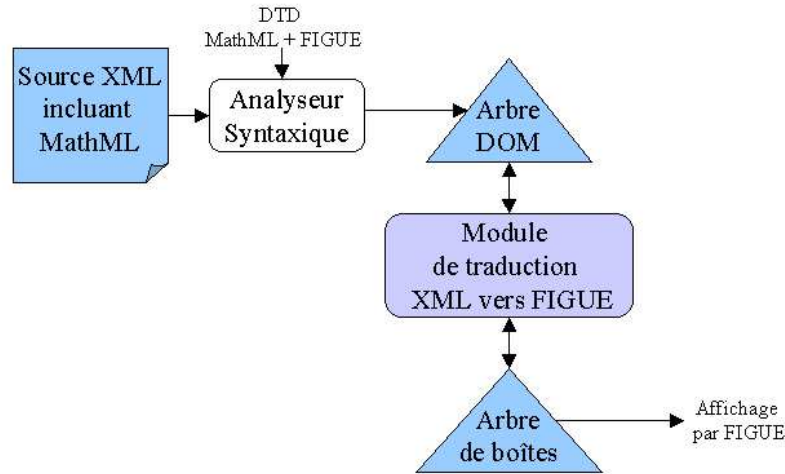 DTD
MathML + FIGUE
Source XML
incluant
MathML
Analyseur
Syntaxique
Arbre
DOM
Module
de traduction
XML vers FIGUE
Arbre
de boîtes
Affichage
par FIGUE